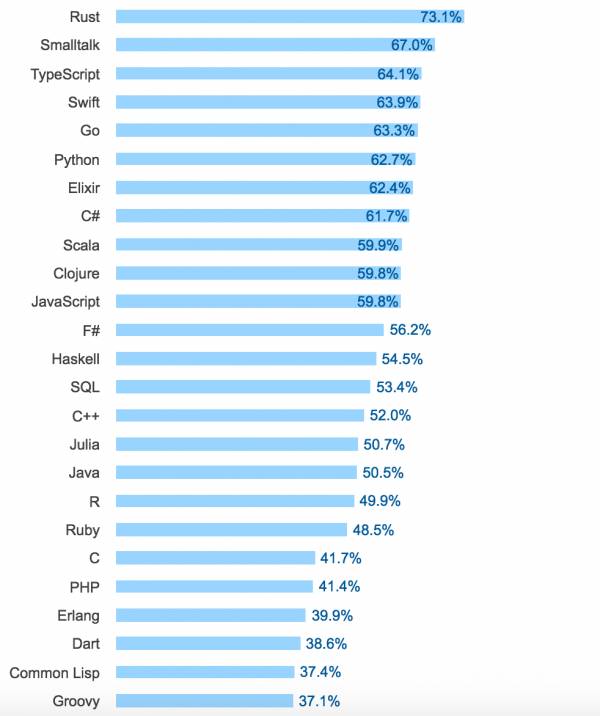 Rust 73.1%
Smalltalk 67.0%
TypeScript 64.1%
Swift 63.9%
Go 63.3%
Python 62.7%
Elixir 62.4%
C# 61.7%
Scala 59.9%
Clojure 59.8%
JavaScript 59.8%
F# 56.2%
Haskell 54.5%
SQL 53.4%
C++ 52.0%
Julia 50.7%
Java 50.5%
R 49.9%
Ruby 48.5%
C 41.7%
PHP 41.4%
Erlang 39.9%
Dart 38.6%
Common Lisp 37.4%
Groovy 37.1%